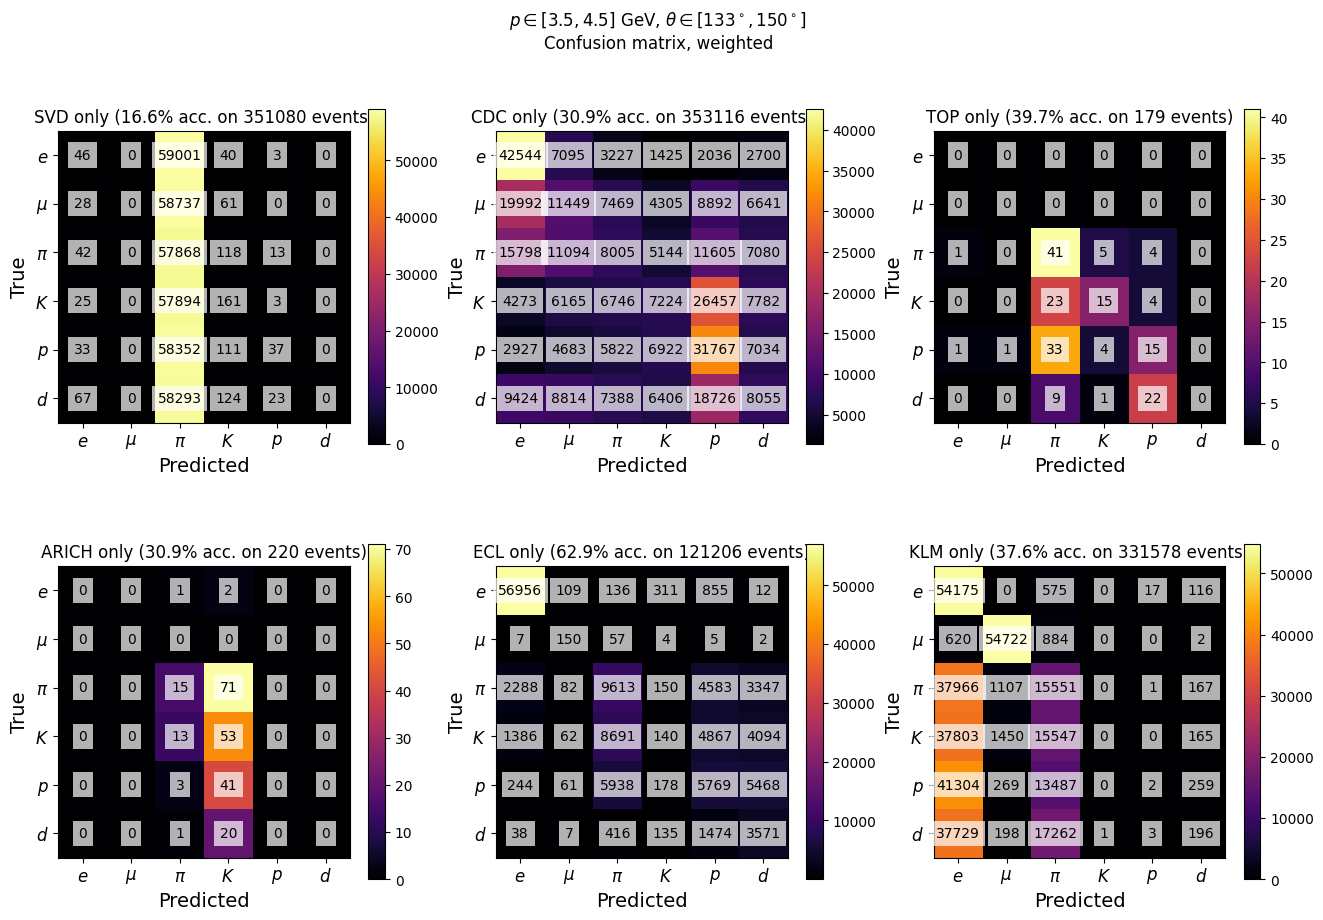 p ∈ [3.5, 4.5] GeV, θ ∈ [133°, 150°]
Confusion matrix, weighted
SVD only (16.6% acc. on 351080 events
True
e 46 0 59001 40 3 0
μ 28 0 58737 61 0 0
π 42 0 57868 118 13 0
K 25 0 57894 161 3 0
p 33 0 58352 111 37 0
d 67 0 58293 124 23 0
e μ π K p d
Predicted
50000
40000
30000
20000
10000
0
CDC only (30.9% acc. on 353116 events
True
e 42544 7095 3227 1425 2036 2700
μ 19992 11449 7469 4305 8892 6641
π 15798 11094 8005 5144 11605 7080
K 4273 6165 6746 7224 26457 7782
p 2927 4683 5822 6922 31767 7034
d 9424 8814 7388 6406 18726 8055
e μ π K p d
Predicted
40000
35000
30000
25000
20000
15000
10000
5000
TOP only (39.7% acc. on 179 events)
True
e 0 0 0 0 0 0
μ 0 0 0 0 0 0
π 1 0 41 5 4 0
K 0 0 23 15 4 0
p 1 1 33 4 15 0
d 0 0 9 1 22 0
e μ π K p d
Predicted
40
35
30
25
20
15
10
5
0
ARICH only (30.9% acc. on 220 events)
True
e 0 0 1 2 0 0
μ 0 0 0 0 0 0
π 0 0 15 71 0 0
K 0 0 13 53 0 0
p 0 0 3 41 0 0
d 0 0 1 20 0 0
e μ π K p d
Predicted
70
60
50
40
30
20
10
0
ECL only (62.9% acc. on 121206 events)
True
e 56956 109 136 311 855 12
μ 7 150 57 4 5 2
π 2288 82 9613 150 4583 3347
K 1386 62 8691 140 4867 4094
p 244 61 5938 178 5769 5468
d 38 7 416 135 1474 3571
e μ π K p d
Predicted
50000
40000
30000
20000
10000
KLM only (37.6% acc. on 331578 events
True
e 54175 0 575 0 17 116
μ 620 54722 884 0 0 2
π 37966 1107 15551 0 1 167
K 37803 1450 15547 0 0 165
p 41304 269 13487 0 2 259
d 37729 198 17262 1 3 196
e μ π K p d
Predicted
50000
40000
30000
20000
10000
0